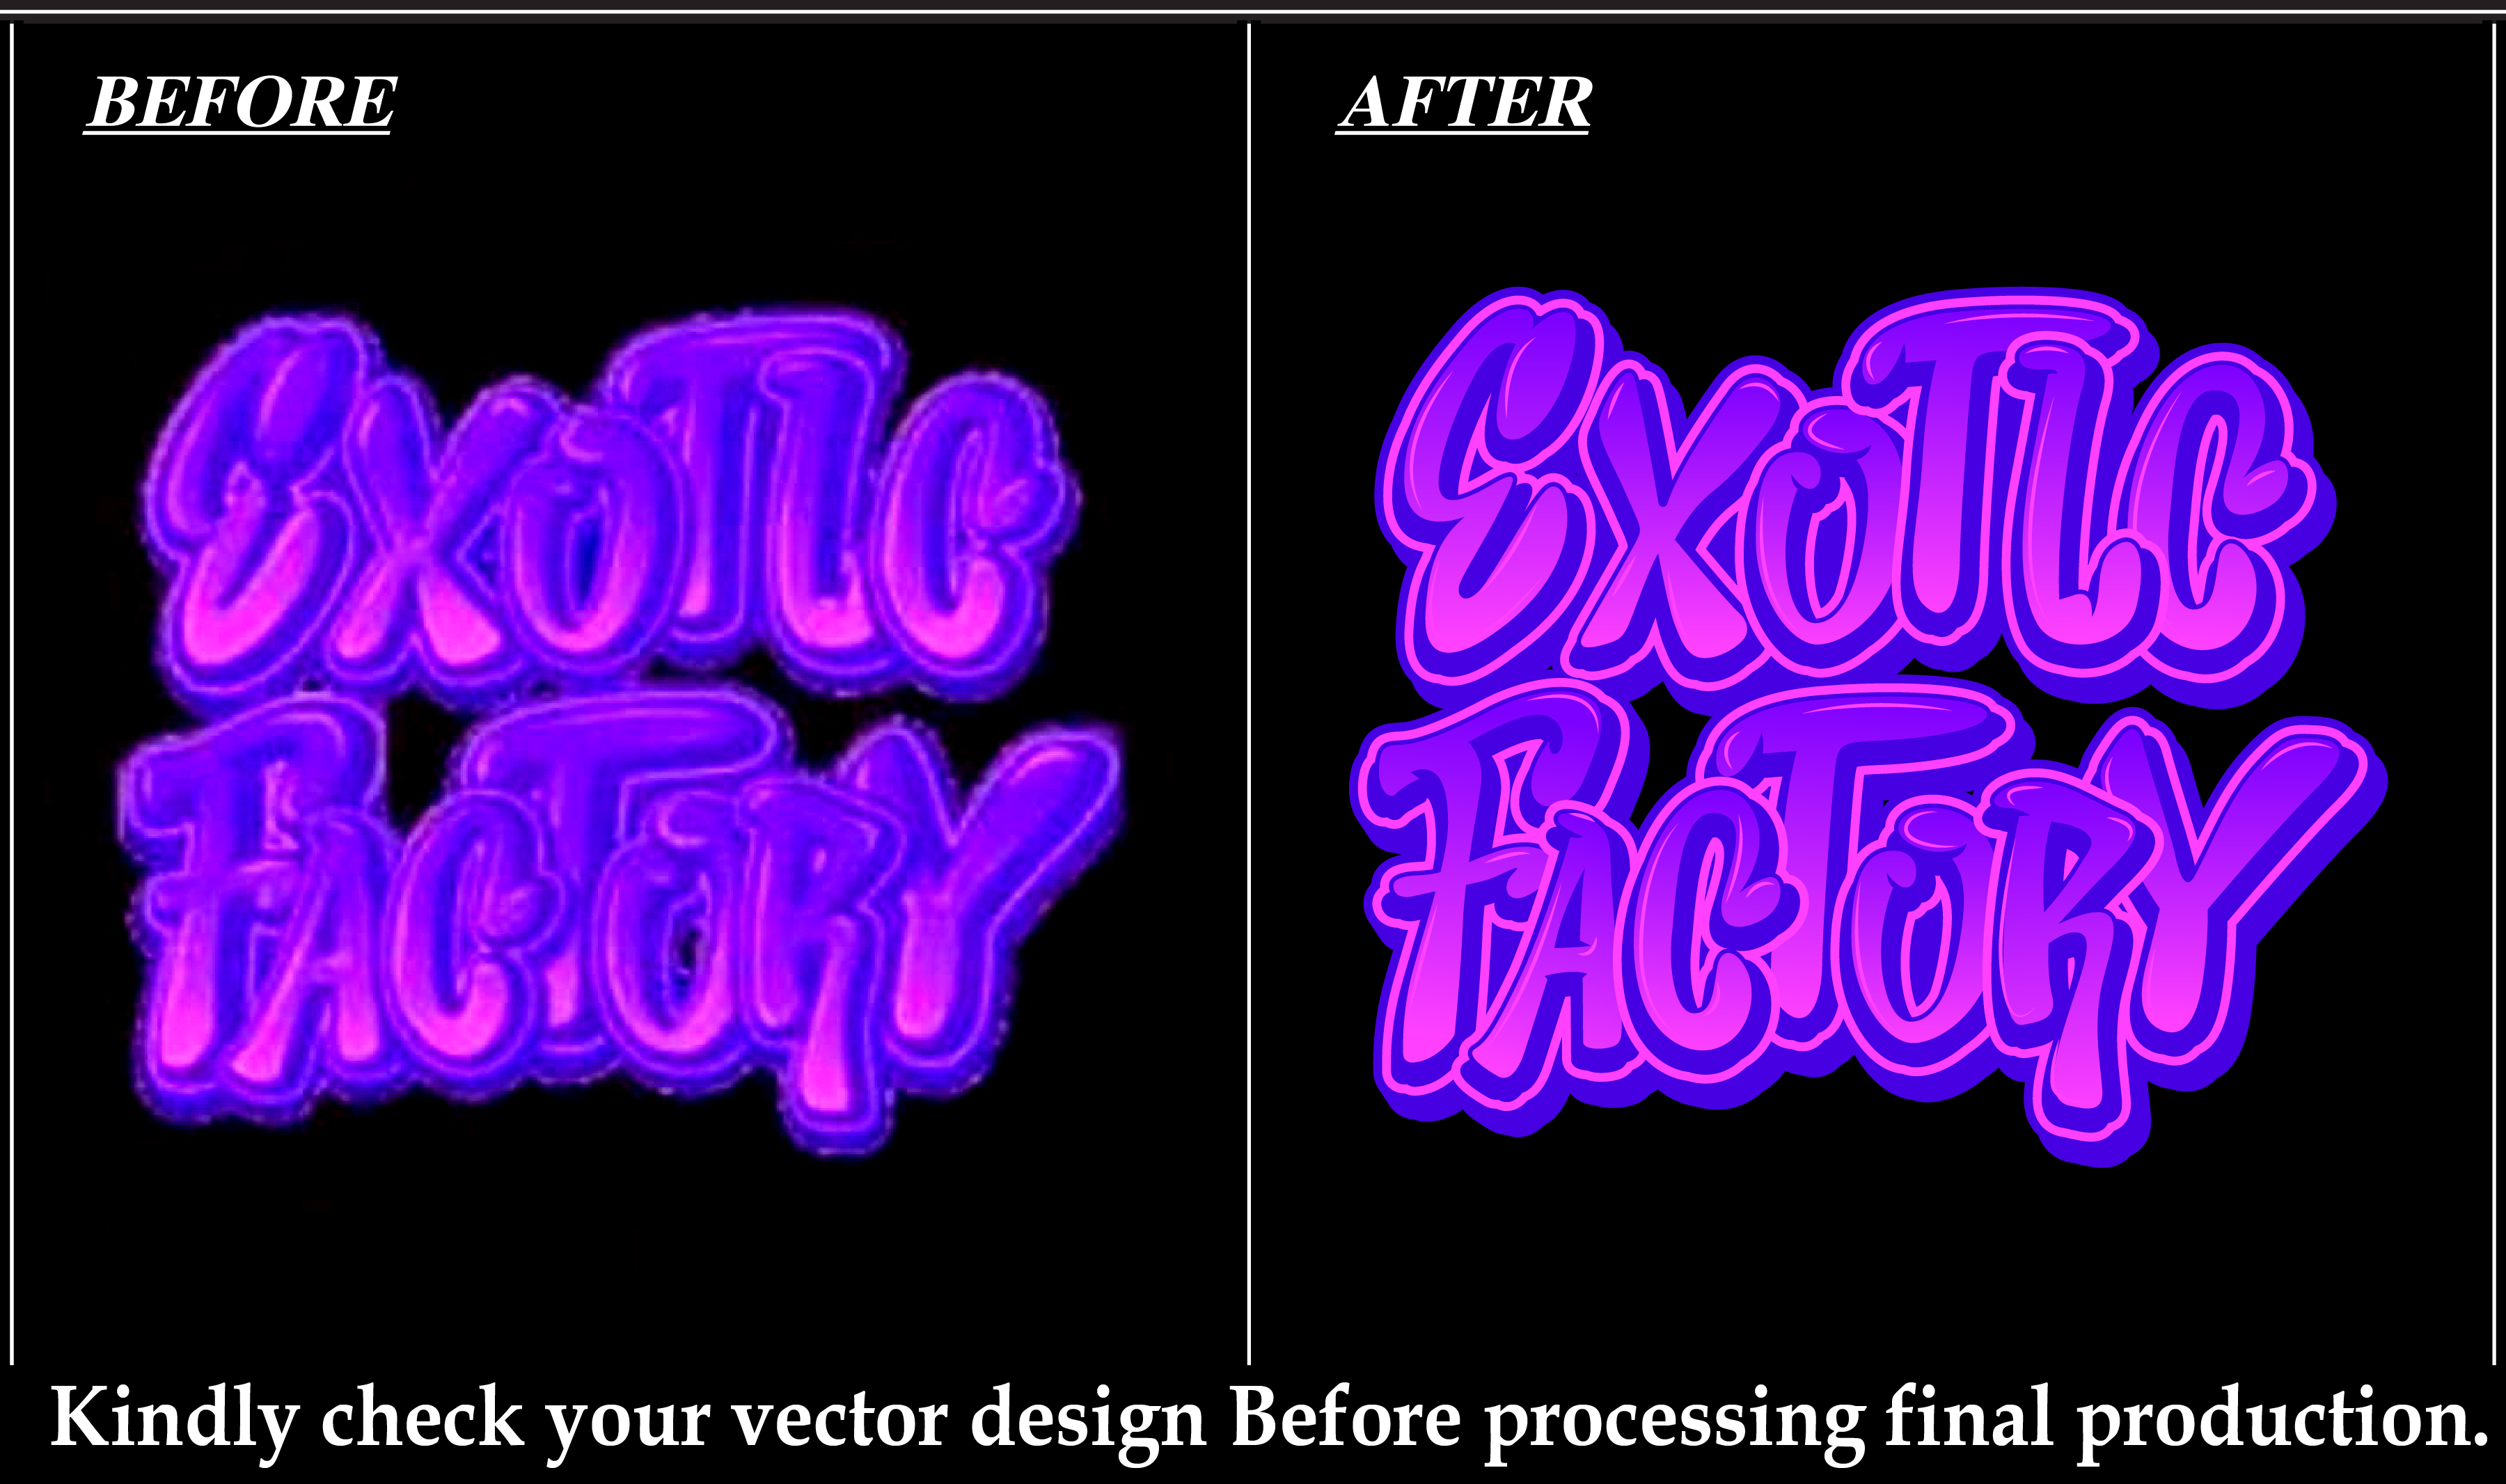 BEFORE
EXOTIC
FACTORY
AFTER
EXOTIC
FACTORY
Kindly check your vector design Before processing final production.